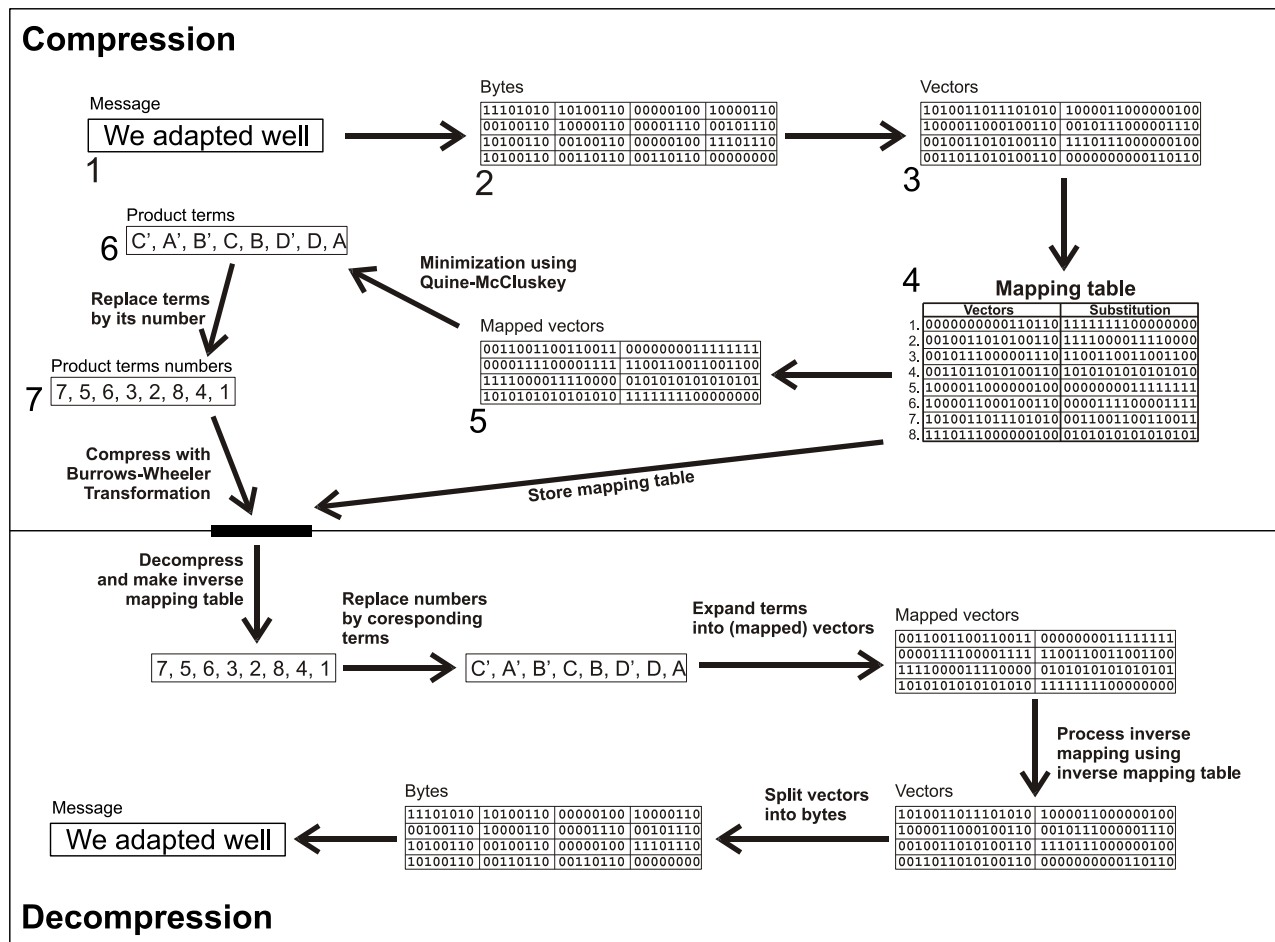 Compression
Message
We adapted well
1
Bytes
11101010 10100110 00000100 10000110
00100110 10000110 00001110 00101110
10100110 00100110 00000100 11101110
10100110 00110110 00110110 00000000
2
Vectors
1010011011101010 1000011000000100
1000011000100110 0010111000001110
0010011010100110 1110111000000100
0011011010100110 0000000000110110
3
4
Mapping table
Vectors Substitution
1. 0000000000110110 1111111100000000
2. 0010011010100110 1111000011110000
3. 0010111000001110 1100110011001100
4. 0011011010100110 1010101010101010
5. 1000011000000100 0000000011111111
6. 1000011000100110 0000111100001111
7. 1010011011101010 0011001100110011
8. 1110111000000100 0101010101010101
Mapped vectors
0011001100110011 0000000011111111
0000111100001111 1100110011001100
1111000011110000 0101010101010101
1010101010101010 1111111100000000
5
Minimization using
Quine-McCluskey
Product terms
6
C', A', B', C, B, D', D, A
Replace terms
by its number
Product terms numbers
7
7, 5, 6, 3, 2, 8, 4, 1
Compress with
Burrows-Wheeler
Transformation
Store mapping table
Decompress
and make inverse
mapping table
7, 5, 6, 3, 2, 8, 4, 1
Replace numbers
by coresponding
terms
C', A', B', C, B, D', D, A
Expand terms
into (mapped) vectors
Mapped vectors
0011001100110011 0000000011111111
0000111100001111 1100110011001100
1111000011110000 0101010101010101
1010101010101010 1111111100000000
Process inverse
mapping using
inverse mapping table
Vectors
1010011011101010 1000011000000100
1000011000100110 0010111000001110
0010011010100110 1110111000000100
0011011010100110 0000000000110110
Split vectors
into bytes
Bytes
11101010 10100110 00000100 10000110
00100110 10000110 00001110 00101110
10100110 00100110 00000100 11101110
10100110 00110110 00110110 00000000
Message
We adapted well
Decompression